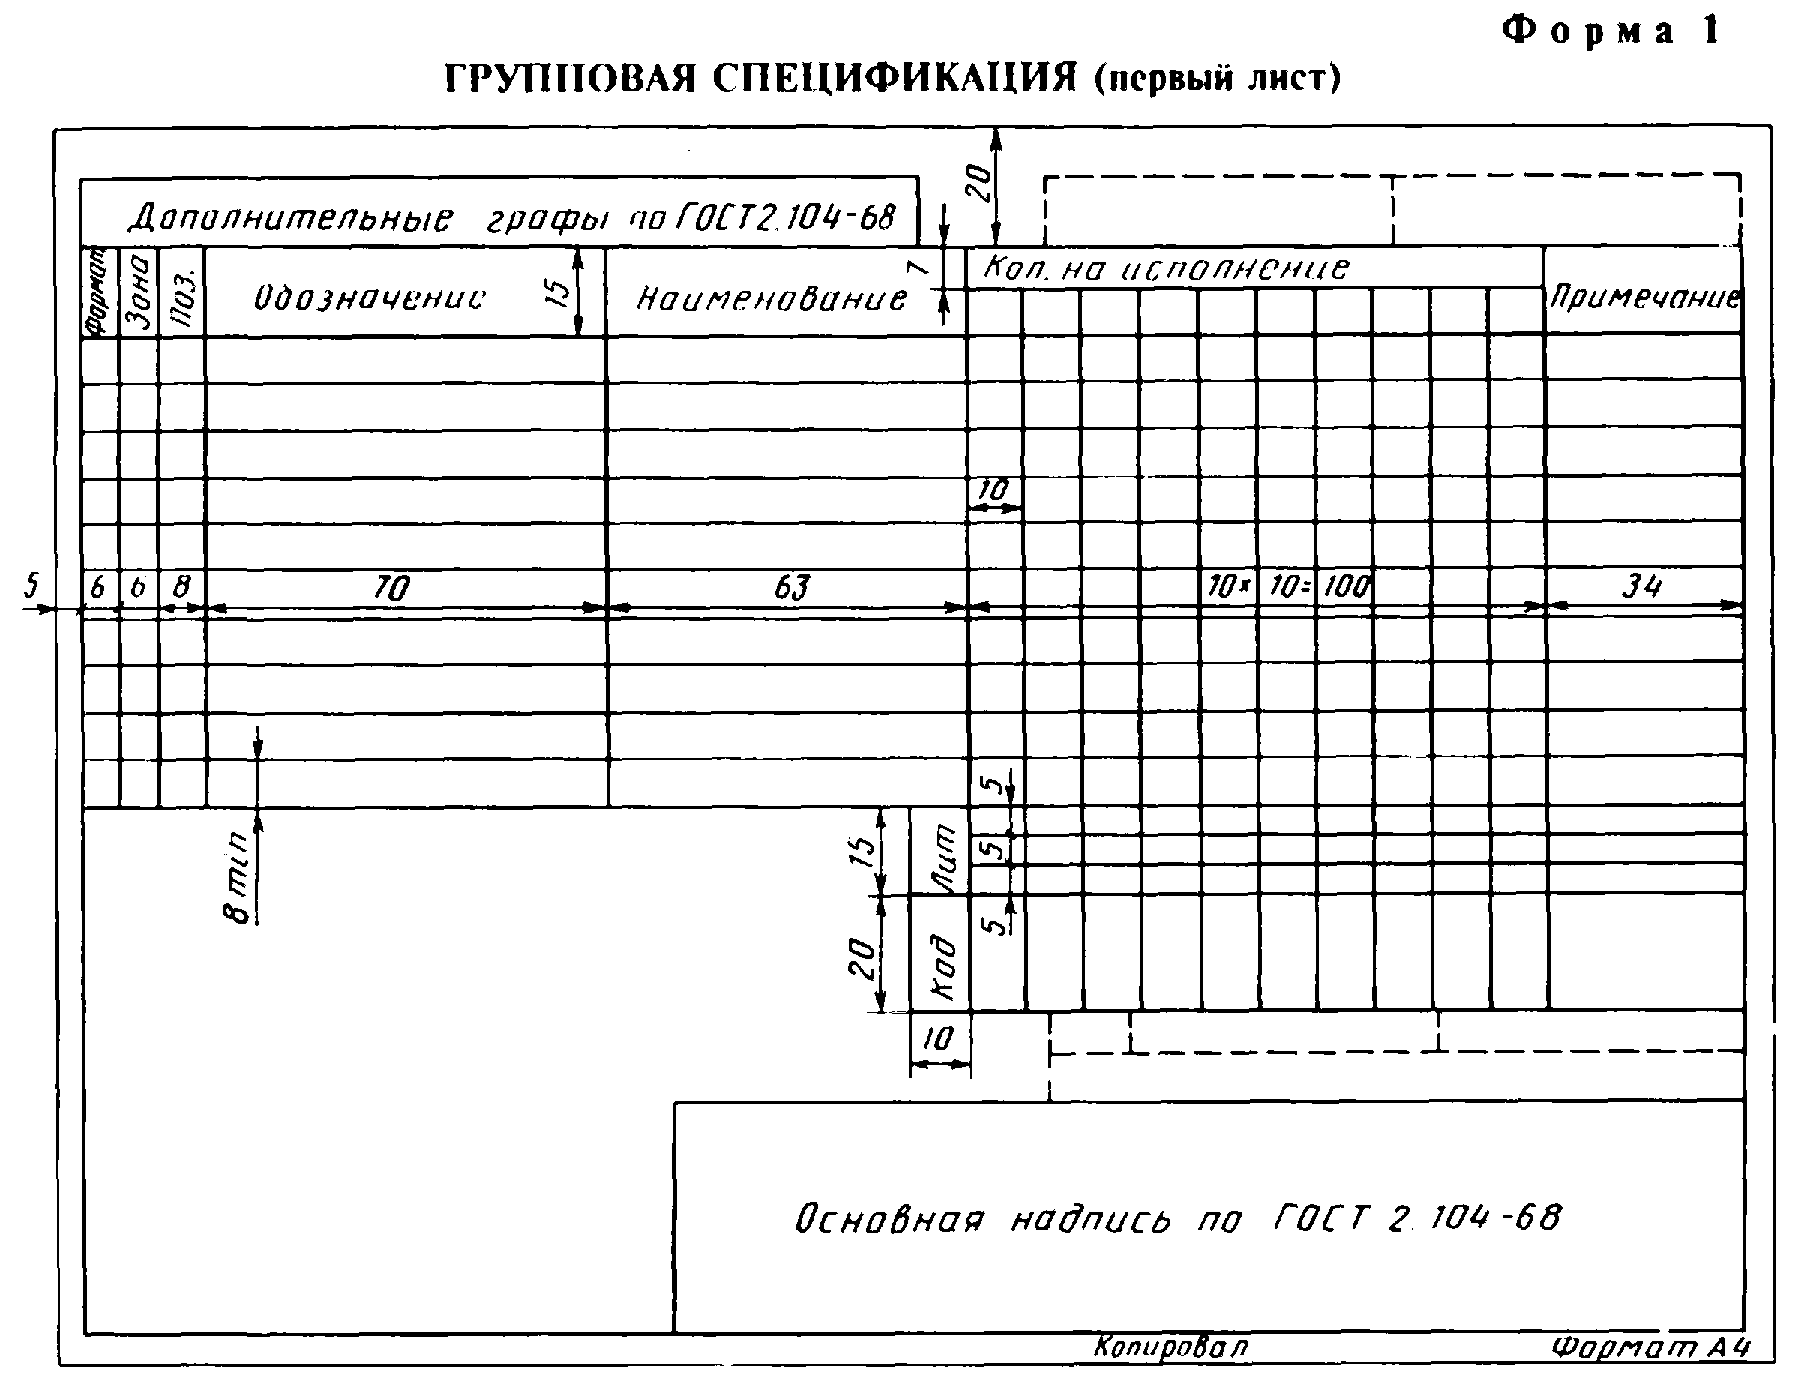 Форма 1
ГРУППОВАЯ СПЕЦИФИКАЦИЯ (первый лист)
20
Дополнительные графы по ГОСТ 2.104-68
Формат
Зона
Поз.
Обозначение
15
Наименование
7
Кол. на исполнение
Примечание
10
5
6
6
8
70
63
10× 10=100
34
8 min
15
Лит
5
5
5
20
Код
10
Основная надпись по ГОСТ 2.104-68
Копировал
Формат А4